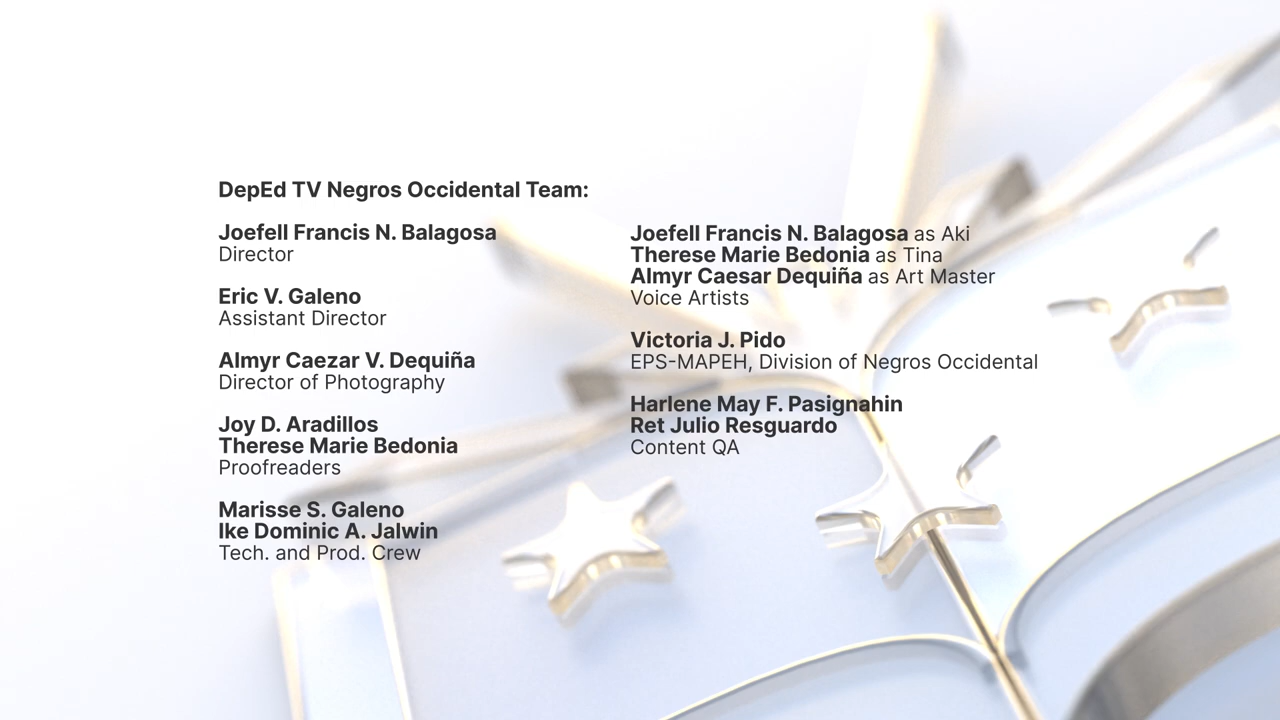 DepEd TV Negros Occidental Team:
Joefell Francis N. Balagosa
Director
Eric V. Galeno
Assistant Director
Almyr Caezar V. Dequiña
Director of Photography
Joy D. Aradillos
Therese Marie Bedonia
Proofreaders
Marisse S. Galeno
Ike Dominic A. Jalwin
Tech. and Prod. Crew
Joefell Francis N. Balagosa as Aki
Therese Marie Bedonia as Tina
Almyr Caesar Dequiña as Art Master
Voice Artists
Victoria J. Pido
EPS-MAPEH, Division of Negros Occidental
Harlene May F. Pasignahin
Ret Julio Resguardo
Content QA